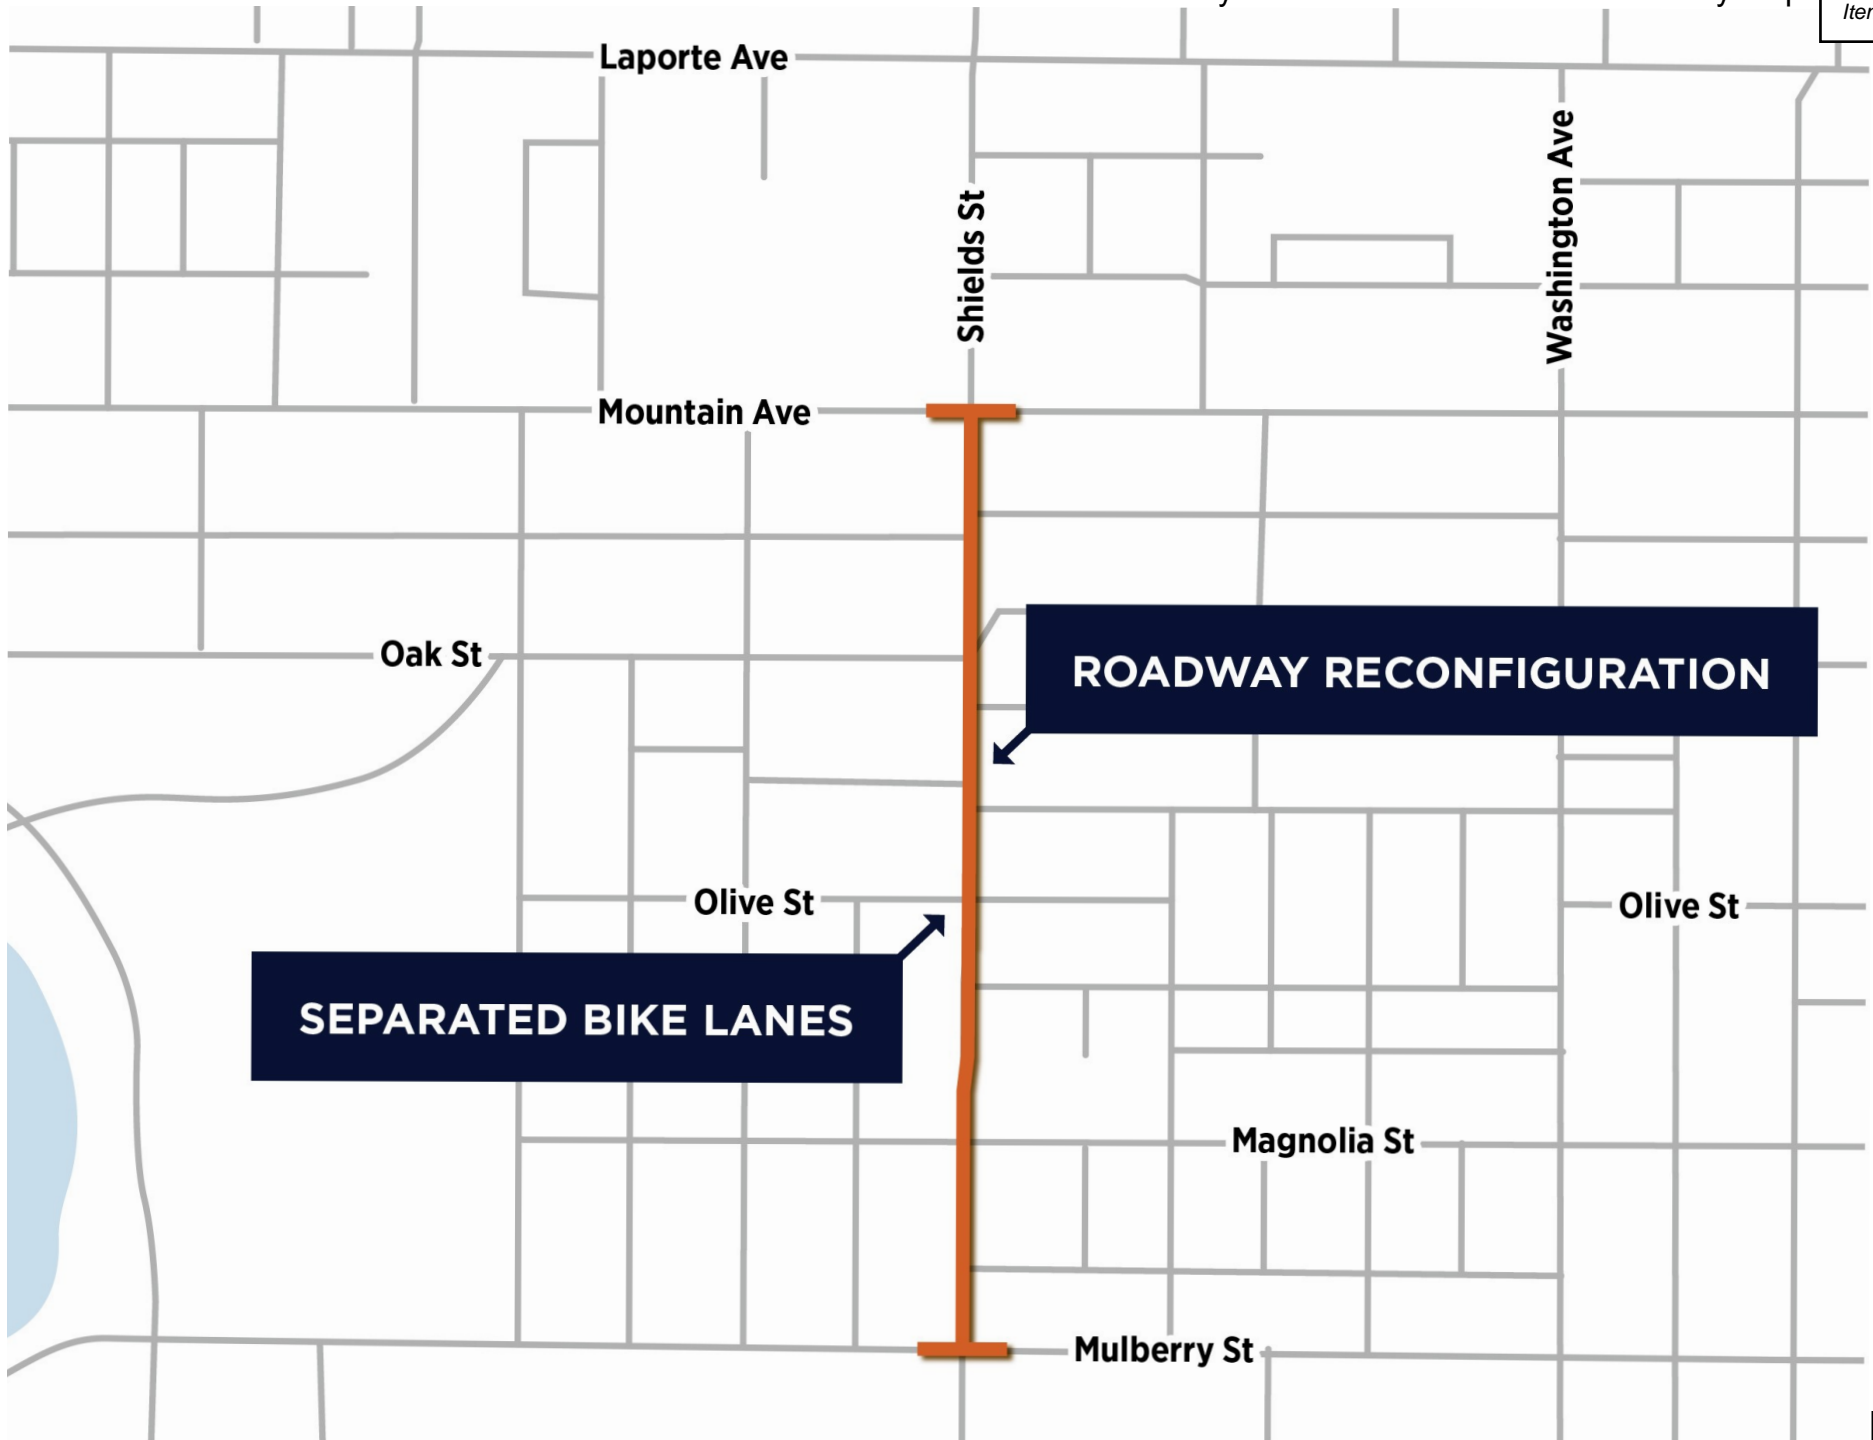 Iter
Laporte Ave
Washington Ave
Shields St
Mountain Ave
Oak St
ROADWAY RECONFIGURATION
Olive St
Olive St
SEPARATED BIKE LANES
Magnolia St
Mulberry St